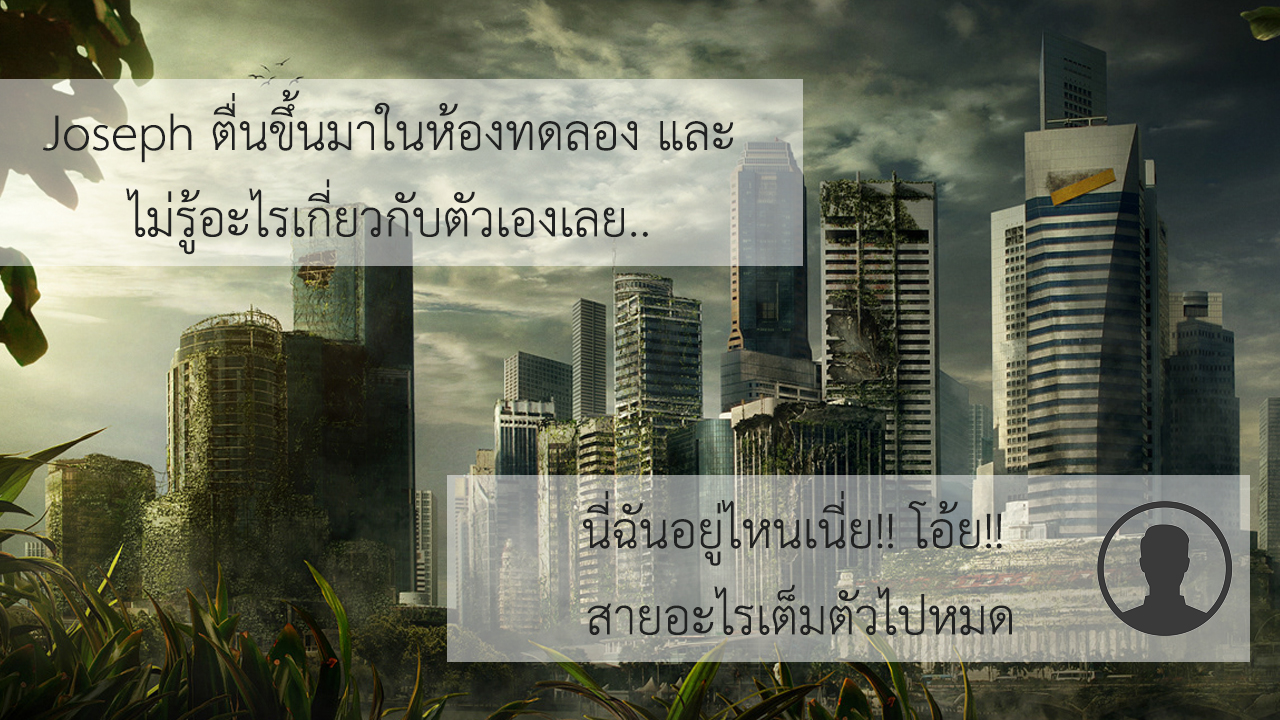 Joseph ตื่นขึ้นมาในห้องทดลอง และ
ไม่รู้อะไรเกี่ยวกับตัวเองเลย..
นี่ฉันอยู่ไหนเนี่ย!! โอ้ย!!
สายอะไรเต็มตัวไปหมด